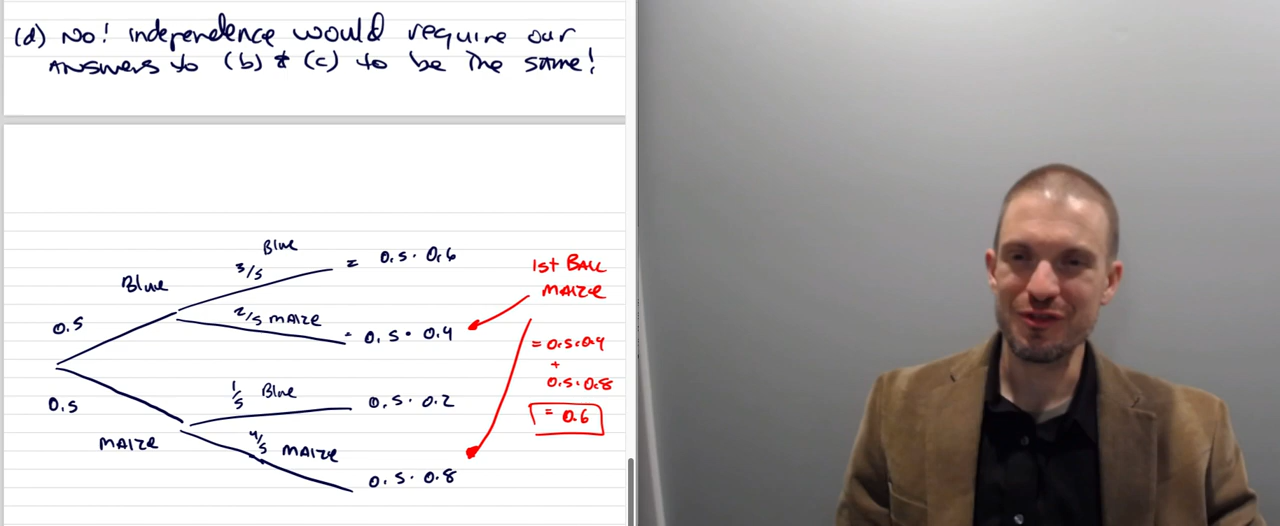 (d) No! independence would require our
answers to (b) & (c) to be the same!
Blue
3/5
= 0.5 · 0.6
1st Ball
Maize
Blue
2/5 Maize
0.5
= 0.5 · 0.4
= 0.5·0.4
+
0.5·0.8
= 0.6
1/5 Blue
0.5 · 0.2
0.5
Maize
4/5 Maize
0.5 · 0.8